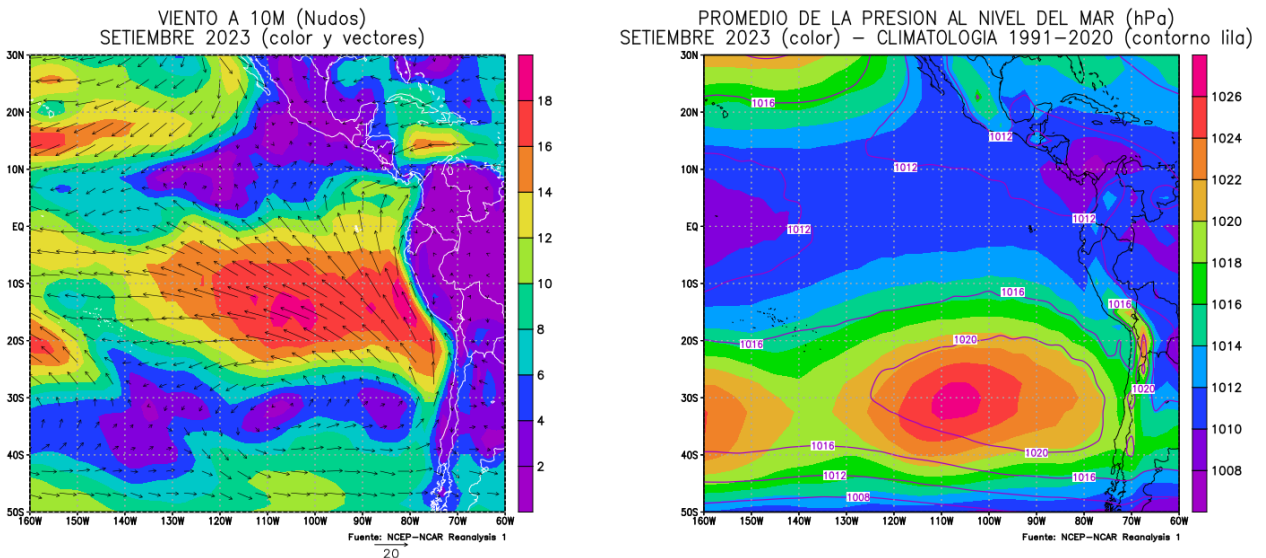 VIENTO A 10M (Nudos)
SETIEMBRE 2023 (color y vectores)
30N
20N
10N
EQ
10S
20S
30S
40S
50S
160W 150W 140W 130W 120W 110W 100W 90W 80W 70W 60W
18
16
14
12
10
8
6
4
2
Fuente: NCEP-NCAR Reanalysis 1
20
PROMEDIO DE LA PRESION AL NIVEL DEL MAR (hPa)
SETIEMBRE 2023 (color) - CLIMATOLOGIA 1991-2020 (contorno lila)
30N
20N
10N
EQ
10S
20S
30S
40S
50S
1016
1012
1012
1012
1012
1016
1016
1016
1020
1020
1020
1016
1016
1012
1008
160W 150W 140W 130W 120W 110W 100W 90W 80W 70W 60W
1026
1024
1022
1020
1018
1016
1014
1012
1010
1008
Fuente: NCEP-NCAR Reanalysis 1